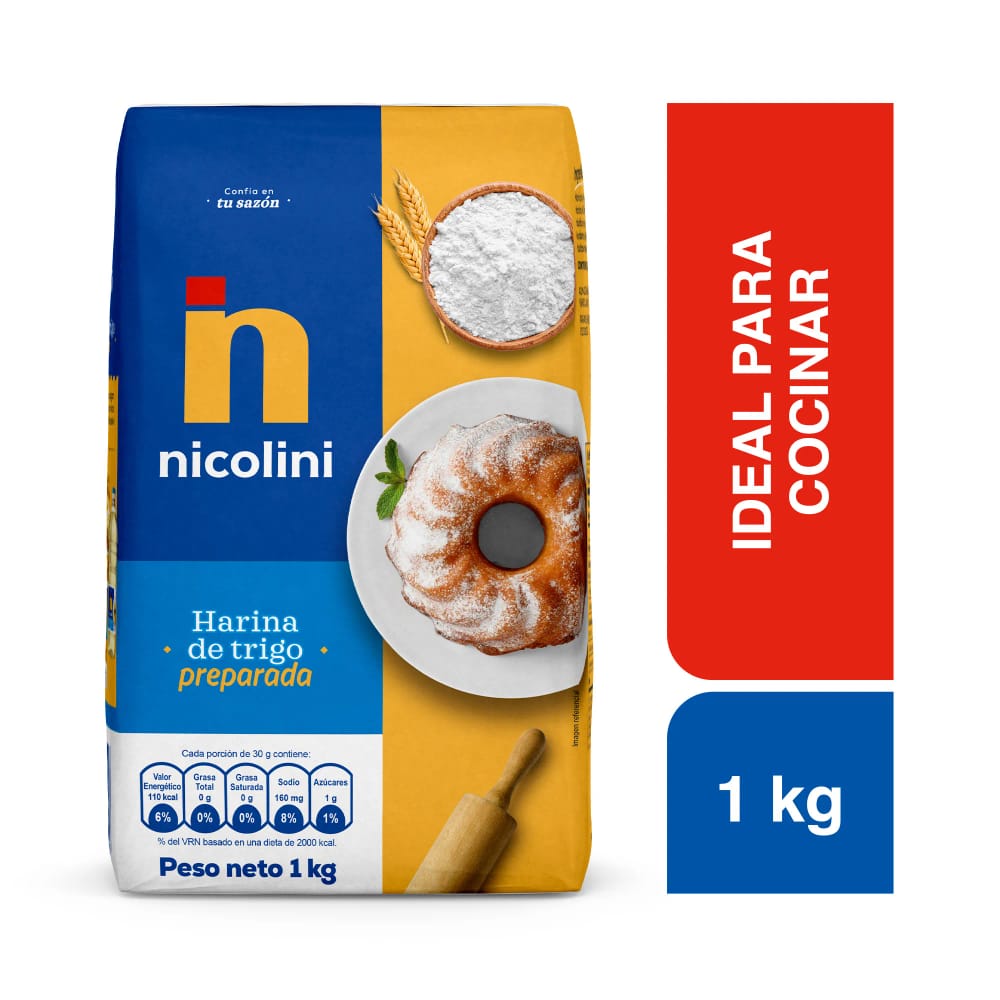 Confía en
· tu sazón ·
in
nicolini
Harina
de trigo
preparada
Cada porción de 30 g contiene:
Valor Energético 110 kcal 6%
Grasa Total 0 g 0%
Grasa Saturada 0 g 0%
Sodio 160 mg 8%
Azúcares 1 g 1%
% del VRN basado en una dieta de 2000 kcal.
Peso neto 1 kg
Imagen referencial
IDEAL PARA
COCINAR
1 kg